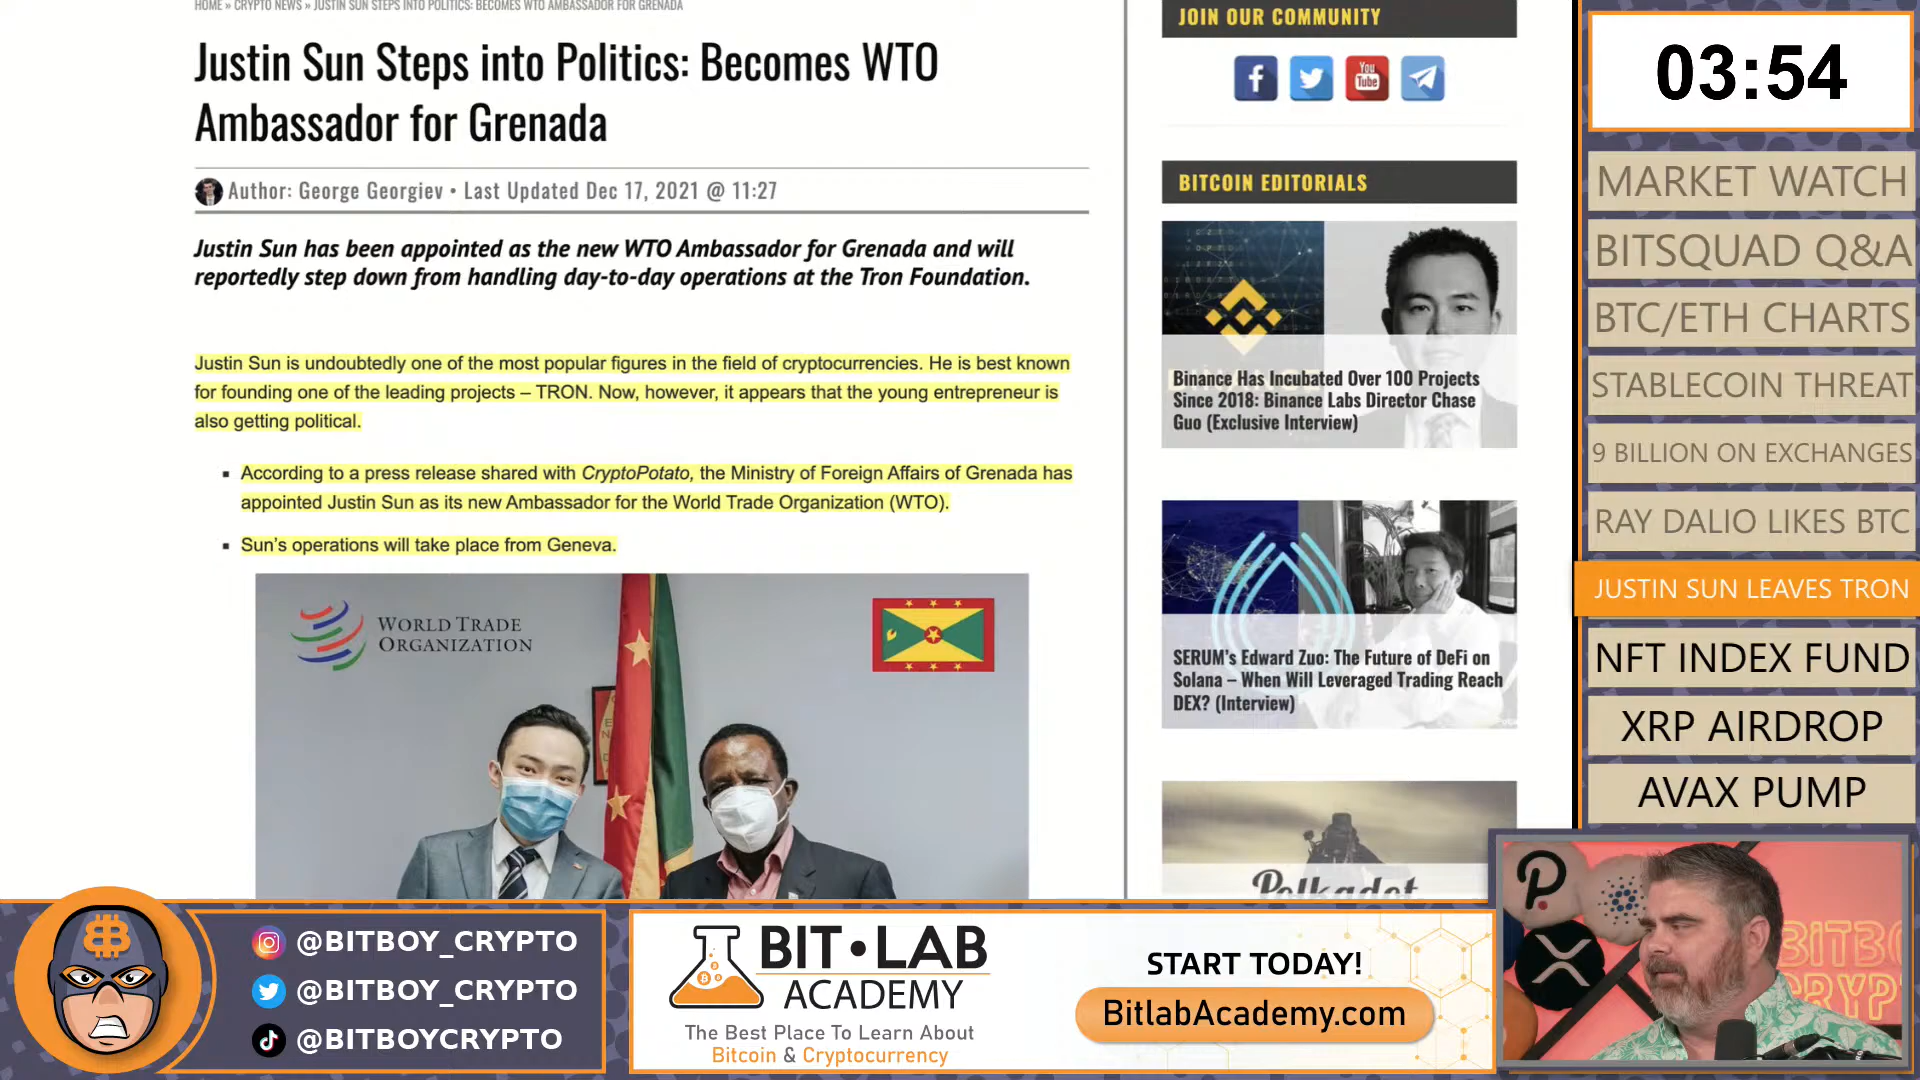 HOME » CRYPTO NEWS » JUSTIN SUN STEPS INTO POLITICS: BECOMES WTO AMBASSADOR FOR GRENADA
Justin Sun Steps into Politics: Becomes WTO
Ambassador for Grenada
Author: George Georgiev • Last Updated Dec 17, 2021 @ 11:27
Justin Sun has been appointed as the new WTO Ambassador for Grenada and will
reportedly step down from handling day-to-day operations at the Tron Foundation.
Justin Sun is undoubtedly one of the most popular figures in the field of cryptocurrencies. He is best known
for founding one of the leading projects – TRON. Now, however, it appears that the young entrepreneur is
also getting political.
▪ According to a press release shared with CryptoPotato, the Ministry of Foreign Affairs of Grenada has
appointed Justin Sun as its new Ambassador for the World Trade Organization (WTO).
▪ Sun's operations will take place from Geneva.
WORLD TRADE
ORGANIZATION
JOIN OUR COMMUNITY
You
Tube
BITCOIN EDITORIALS
Binance Has Incubated Over 100 Projects
Since 2018: Binance Labs Director Chase
Guo (Exclusive Interview)
SERUM's Edward Zuo: The Future of DeFi on
Solana – When Will Leveraged Trading Reach
DEX? (Interview)
Polkadot
03:54
MARKET WATCH
BITSQUAD Q&A
BTC/ETH CHARTS
STABLECOIN THREAT
9 BILLION ON EXCHANGES
RAY DALIO LIKES BTC
JUSTIN SUN LEAVES TRON
NFT INDEX FUND
XRP AIRDROP
AVAX PUMP
@BITBOY_CRYPTO
@BITBOY_CRYPTO
@BITBOYCRYPTO
BIT•LAB
ACADEMY
The Best Place To Learn About
Bitcoin & Cryptocurrency
START TODAY!
BitlabAcademy.com